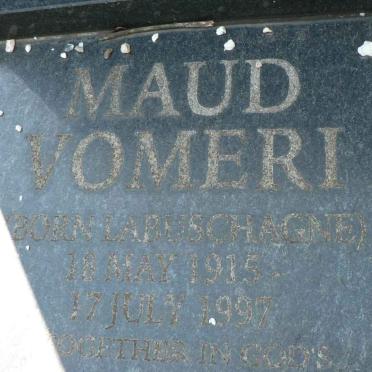 MAUD
VOMERI
(BORN LABUSCHAGNE)
18 MAY 1915 -
17 JULY 1997
TOGETHER IN GOD'S